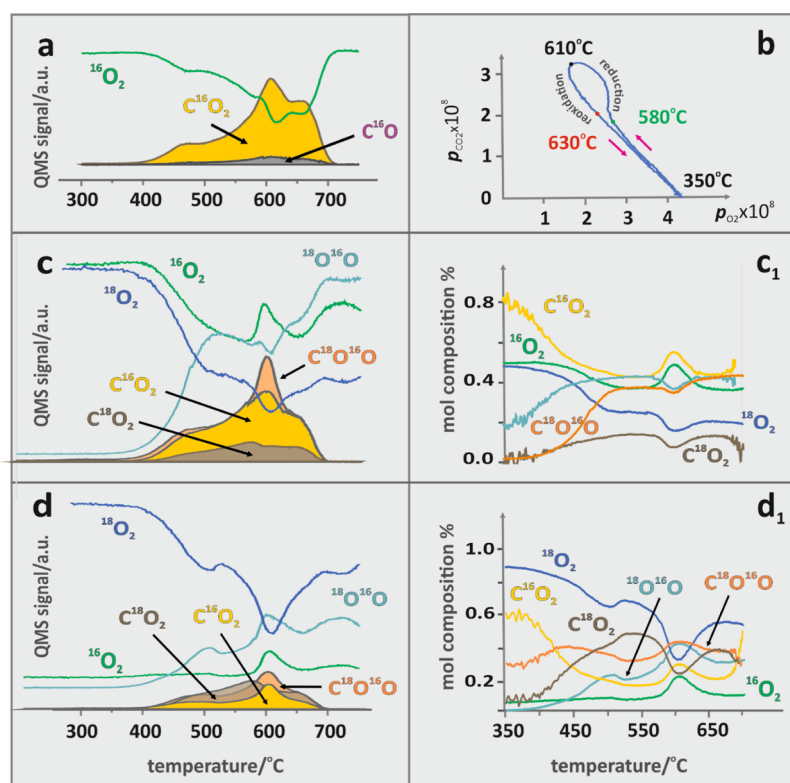 a
QMS signal/a.u.
¹⁶O₂
C¹⁶O₂
C¹⁶O
300 400 500 600 700
b
pCO₂x10⁸
3
2
1
0
610°C
reduction
reoxidation
580°C
630°C
350°C
1 2 3 4 pO₂x10⁸
c
QMS signal/a.u.
¹⁶O₂
¹⁸O¹⁶O
¹⁸O₂
C¹⁸O¹⁶O
C¹⁶O₂
C¹⁸O₂
c₁
mol composition %
0.8
0.4
0.0
C¹⁶O₂
¹⁶O₂
¹⁸O₂
C¹⁸O¹⁶O
C¹⁸O₂
d
QMS signal/a.u.
¹⁸O₂
¹⁸O¹⁶O
C¹⁸O₂
C¹⁶O₂
¹⁶O₂
C¹⁸O¹⁶O
300 400 500 600 700
temperature/°C
d₁
mol composition %
1.0
0.6
0.2
¹⁸O₂
C¹⁶O₂
¹⁸O¹⁶O
C¹⁸O¹⁶O
C¹⁸O₂
¹⁶O₂
350 450 550 650
temperature/°C